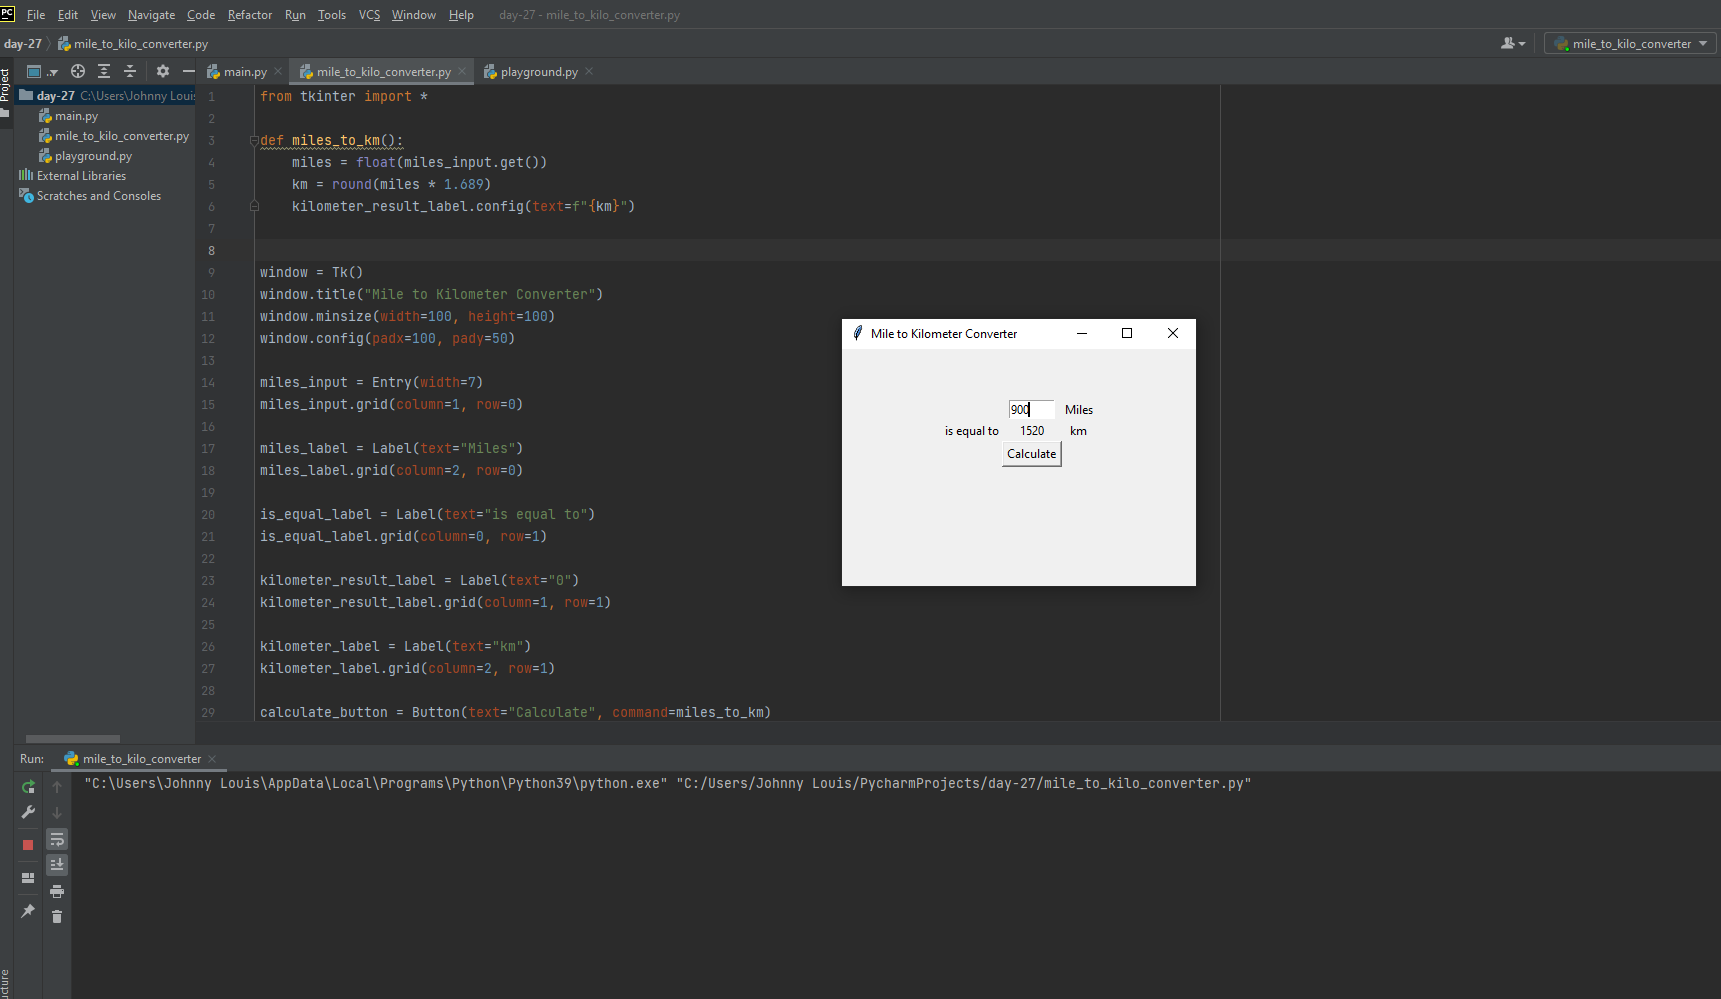 PC File Edit View Navigate Code Refactor Run Tools VCS Window Help day-27 - mile_to_kilo_converter.py
day-27 mile_to_kilo_converter.py mile_to_kilo_converter
main.py mile_to_kilo_converter.py playground.py
Project
day-27 C:\Users\Johnny Loui
main.py
mile_to_kilo_converter.py
playground.py
External Libraries
Scratches and Consoles
1 from tkinter import *
2
3 def miles_to_km():
4 miles = float(miles_input.get())
5 km = round(miles * 1.689)
6 kilometer_result_label.config(text=f"{km}")
7
8
9 window = Tk()
10 window.title("Mile to Kilometer Converter")
11 window.minsize(width=100, height=100)
12 window.config(padx=100, pady=50)
13
14 miles_input = Entry(width=7)
15 miles_input.grid(column=1, row=0)
16
17 miles_label = Label(text="Miles")
18 miles_label.grid(column=2, row=0)
19
20 is_equal_label = Label(text="is equal to")
21 is_equal_label.grid(column=0, row=1)
22
23 kilometer_result_label = Label(text="0")
24 kilometer_result_label.grid(column=1, row=1)
25
26 kilometer_label = Label(text="km")
27 kilometer_label.grid(column=2, row=1)
28
29 calculate_button = Button(text="Calculate", command=miles_to_km)
Mile to Kilometer Converter
900 Miles
is equal to 1520 km
Calculate
Run: mile_to_kilo_converter
"C:\Users\Johnny Louis\AppData\Local\Programs\Python\Python39\python.exe" "C:/Users/Johnny Louis/PycharmProjects/day-27/mile_to_kilo_converter.py"
ucture